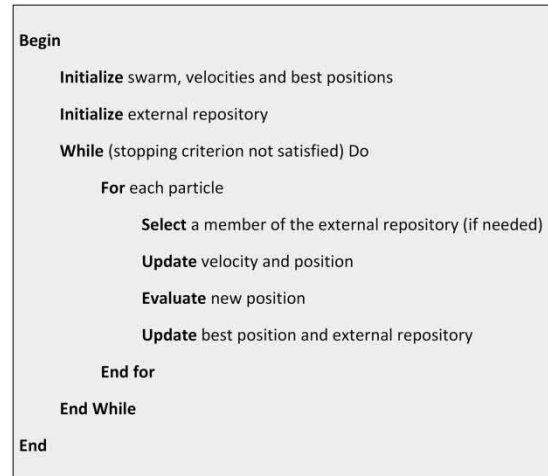 Begin
Initialize swarm, velocities and best positions
Initialize external repository
While (stopping criterion not satisfied) Do
For each particle
Select a member of the external repository (if needed)
Update velocity and position
Evaluate new position
Update best position and external repository
End for
End While
End